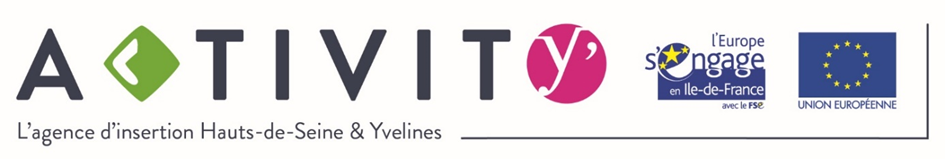 ACTIVITY'
L'agence d'insertion Hauts-de-Seine & Yvelines
l'Europe
s'engage
en Ile-de-France
avec le FSe
UNION EUROPÉENNE